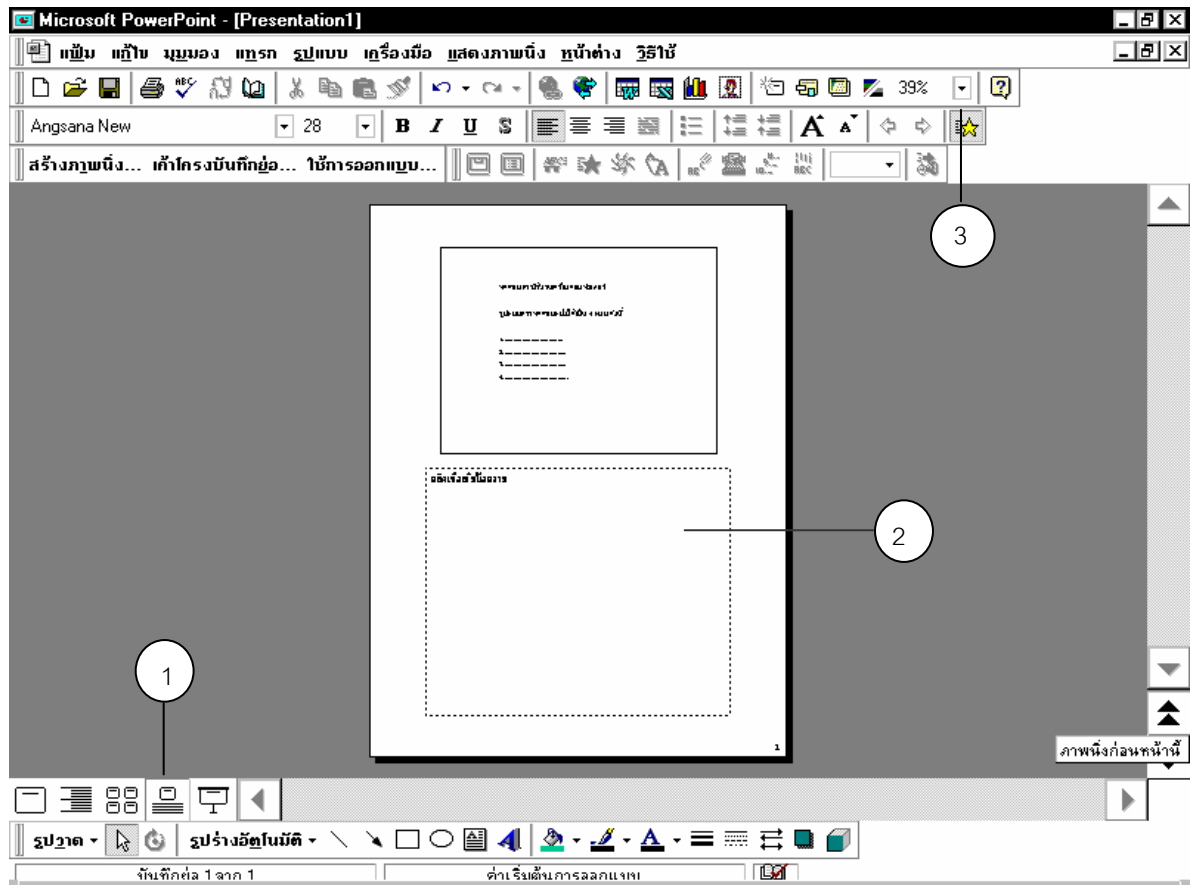 Microsoft PowerPoint - [Presentation1]
แฟ้ม แก้ไข มุมมอง แทรก รูปแบบ เครื่องมือ แสดงภาพนิ่ง หน้าต่าง วิธีใช้
ABC 39%
Angsana New 28 B I U S A A
สร้างภาพนิ่ง... เค้าโครงบันทึกย่อ... ใช้การออกแบบ...
3
2
1
1
ภาพนิ่งก่อนหน้านี้
รูปวาด รูปร่างอัตโนมัติ A A
บันทึกย่อ 1 จาก 1 ค่าเริ่มต้นการออกแบบ